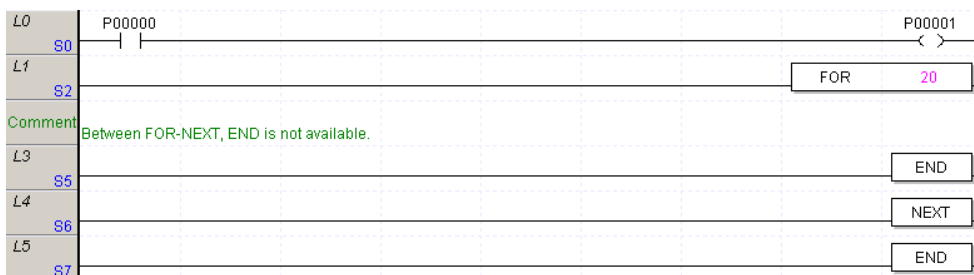 L0 P00000 P00001
S0
L1 FOR 20
S2
Comment Between FOR-NEXT, END is not available.
L3 END
S5
L4 NEXT
S6
L5 END
S7